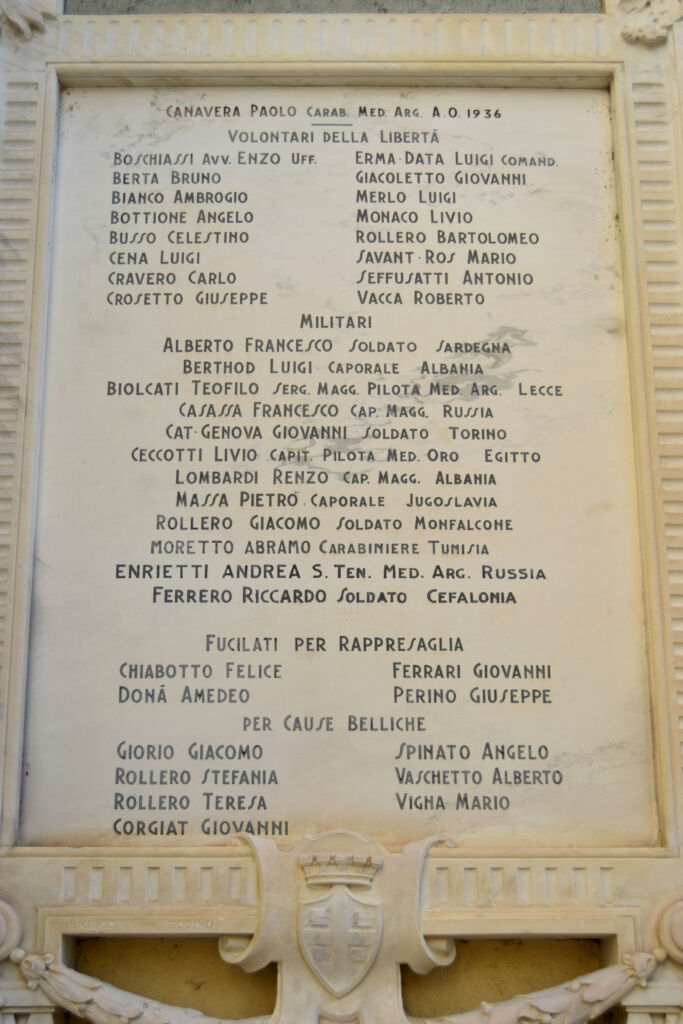 CANAVERA PAOLO CARAB. MED. ARG. A.O. 1936
VOLONTARI DELLA LIBERTÀ
BOSCHIASSI AVV. ENZO UFF. ERMA·DATA LUIGI COMAND.
BERTA BRUNO GIACOLETTO GIOVANNI
BIANCO AMBROGIO MERLO LUIGI
BOTTIONE ANGELO MONACO LIVIO
BUSSO CELESTINO ROLLERO BARTOLOMEO
CENA LUIGI SAVANT·ROS MARIO
CRAVERO CARLO SEFFUSATTI ANTONIO
CROSETTO GIUSEPPE VACCA ROBERTO
MILITARI
ALBERTO FRANCESCO SOLDATO SARDEGNA
BERTHOD LUIGI CAPORALE ALBANIA
BIOLCATI TEOFILO SERG. MAGG. PILOTA MED. ARG. LECCE
CASASSA FRANCESCO CAP. MAGG. RUSSIA
CAT·GENOVA GIOVANNI SOLDATO TORINO
CECCOTTI LIVIO CAPIT. PILOTA MED. ORO EGITTO
LOMBARDI RENZO CAP. MAGG. ALBANIA
MASSA PIETRO CAPORALE JUGOSLAVIA
ROLLERO GIACOMO SOLDATO MONFALCONE
MORETTO ABRAMO CARABINIERE TUNISIA
ENRIETTI ANDREA S. TEN. MED. ARG. RUSSIA
FERRERO RICCARDO SOLDATO CEFALONIA
FUCILATI PER RAPPRESAGLIA
CHIABOTTO FELICE FERRARI GIOVANNI
DONÀ AMEDEO PERINO GIUSEPPE
PER CAUSE BELLICHE
GIORIO GIACOMO SPINATO ANGELO
ROLLERO STEFANIA VASCHETTO ALBERTO
ROLLERO TERESA VIGNA MARIO
CORGIAT GIOVANNI